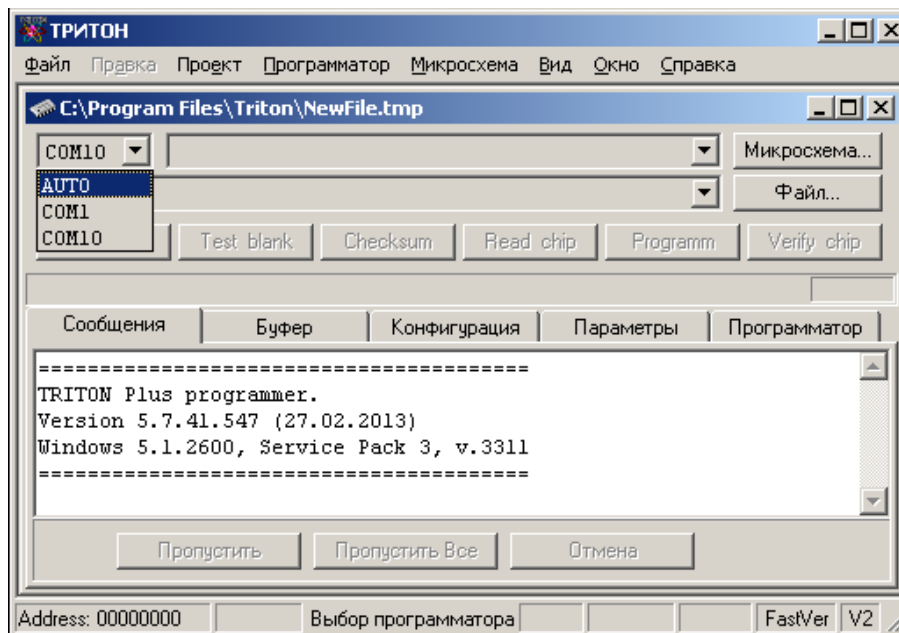 ТРИТОН
Файл Правка Проект Программатор Микросхема Вид Окно Справка
C:\Program Files\Triton\NewFile.tmp
COM10 Микросхема...
AUTO Файл...
COM1
COM10 Test blank Checksum Read chip Programm Verify chip
Сообщения Буфер Конфигурация Параметры Программатор
========================================
TRITON Plus programmer.
Version 5.7.41.547 (27.02.2013)
Windows 5.1.2600, Service Pack 3, v.3311
========================================
Пропустить Пропустить Все Отмена
Address: 00000000 Выбор программатора FastVer V2